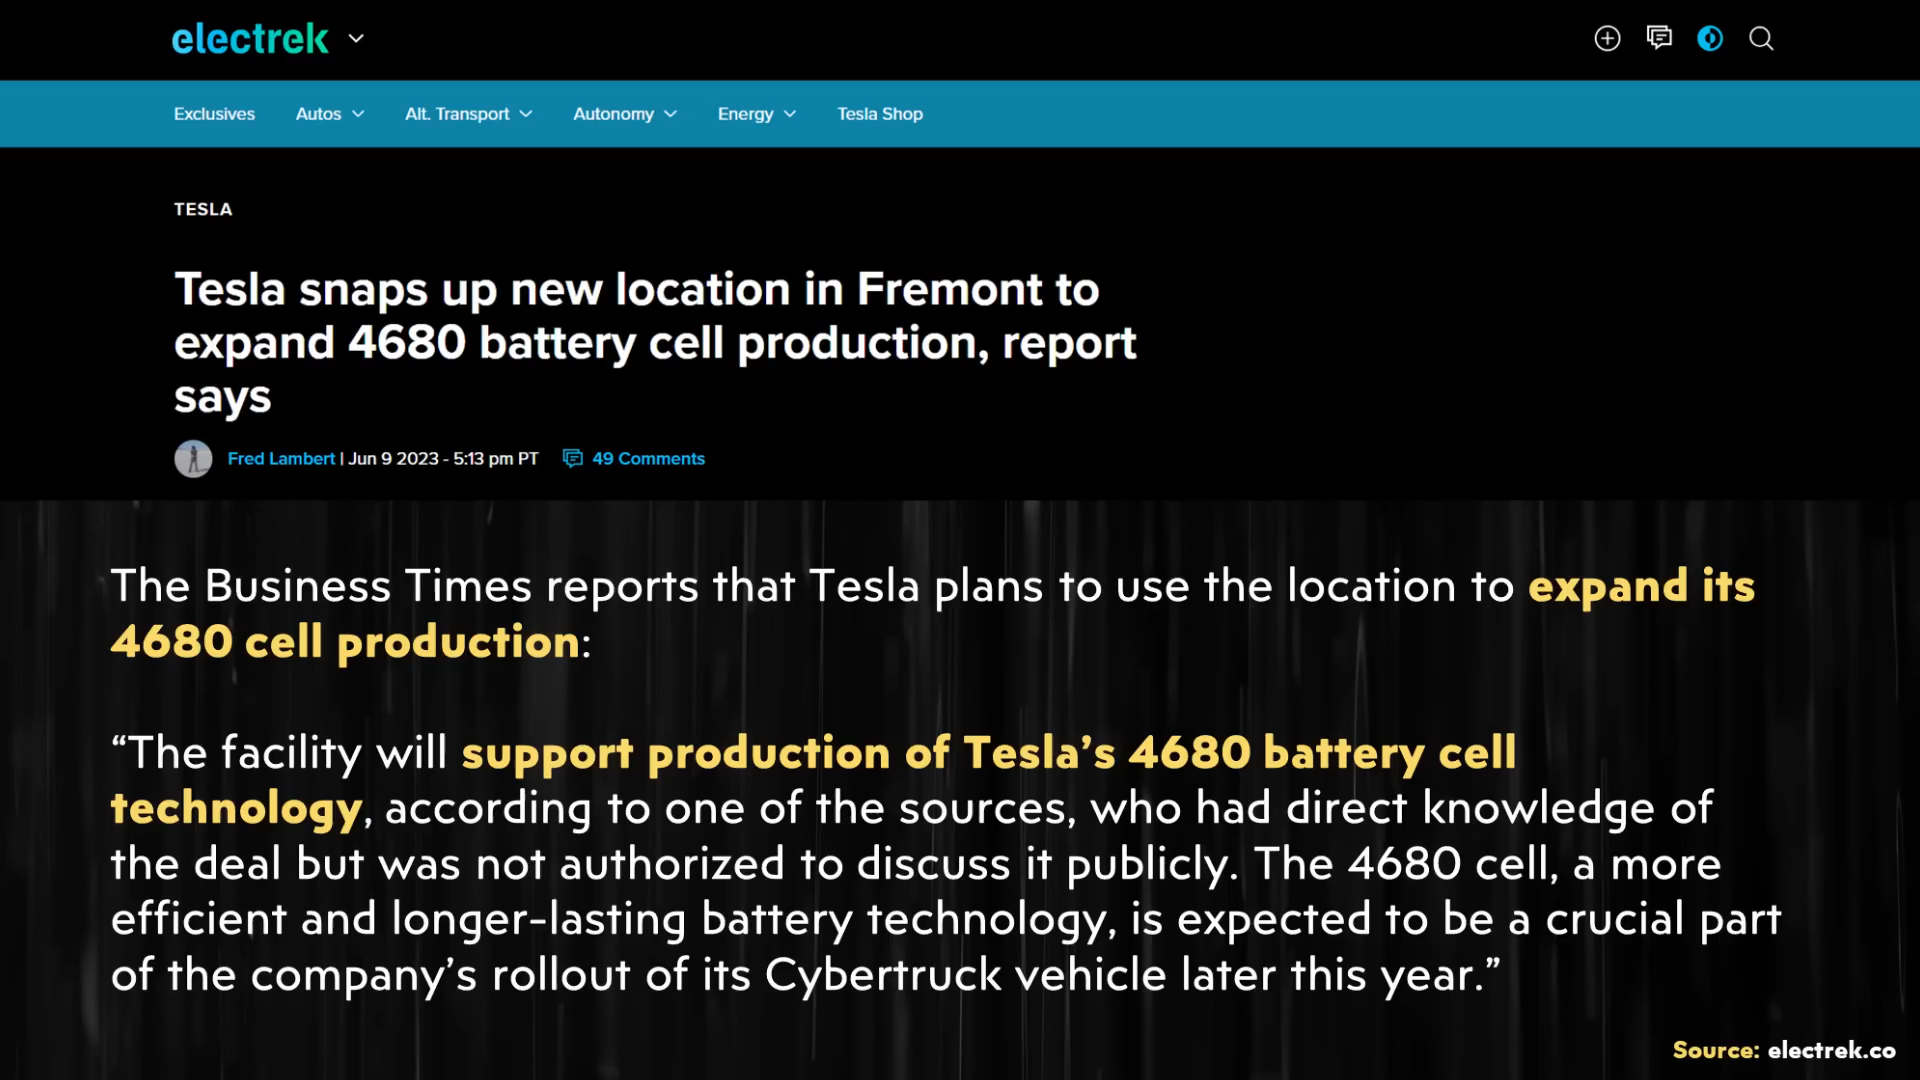 electrek
Exclusives Autos Alt. Transport Autonomy Energy Tesla Shop
TESLA
Tesla snaps up new location in Fremont to
expand 4680 battery cell production, report
says
Fred Lambert | Jun 9 2023 - 5:13 pm PT 49 Comments
The Business Times reports that Tesla plans to use the location to expand its
4680 cell production:
“The facility will support production of Tesla’s 4680 battery cell
technology, according to one of the sources, who had direct knowledge of
the deal but was not authorized to discuss it publicly. The 4680 cell, a more
efficient and longer-lasting battery technology, is expected to be a crucial part
of the company’s rollout of its Cybertruck vehicle later this year.”
Source: electrek.co